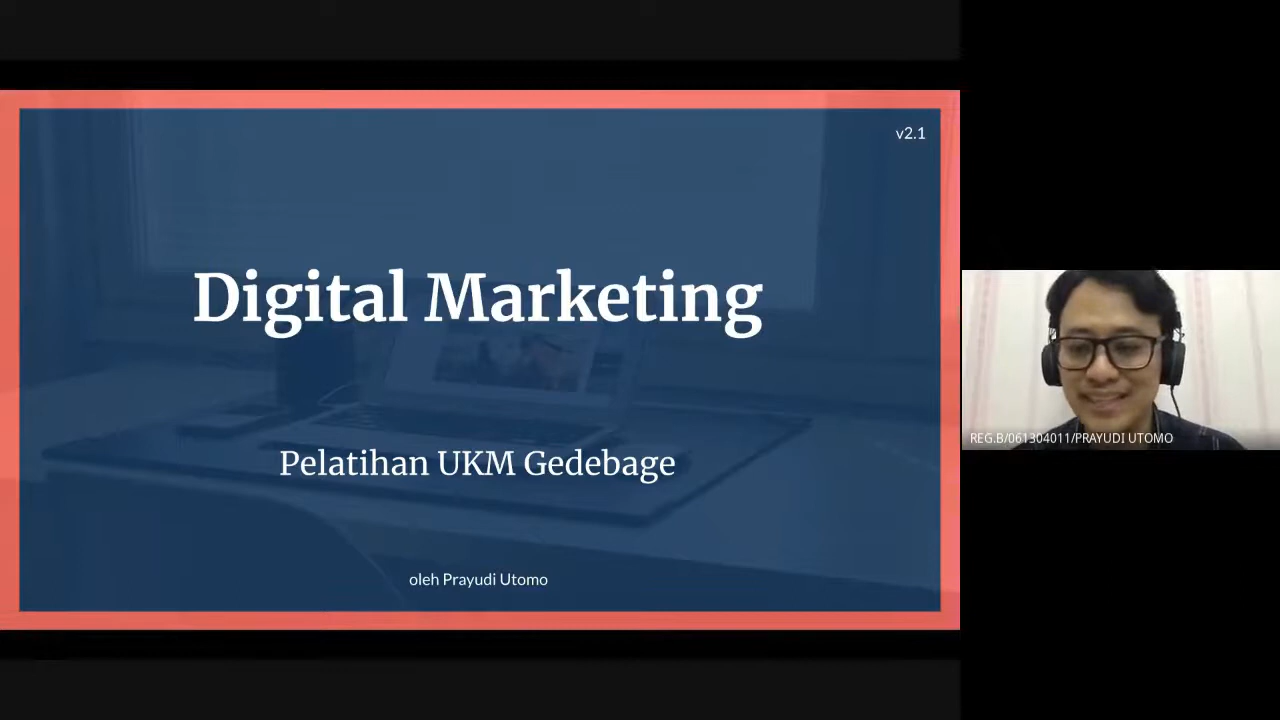 v2.1
Digital Marketing
Pelatihan UKM Gedebage
oleh Prayudi Utomo
REG.B/061304011/PRAYUDI UTOMO